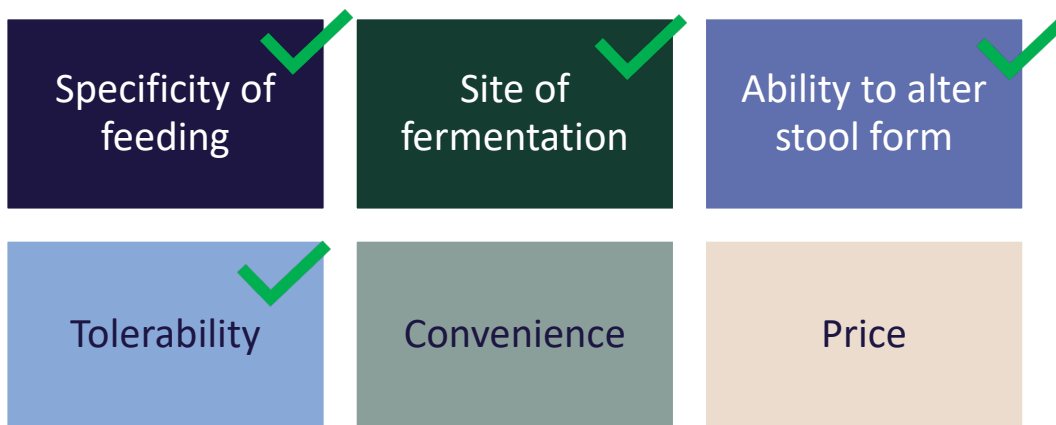 Specificity of
feeding
Site of
fermentation
Ability to alter
stool form
Tolerability
Convenience
Price